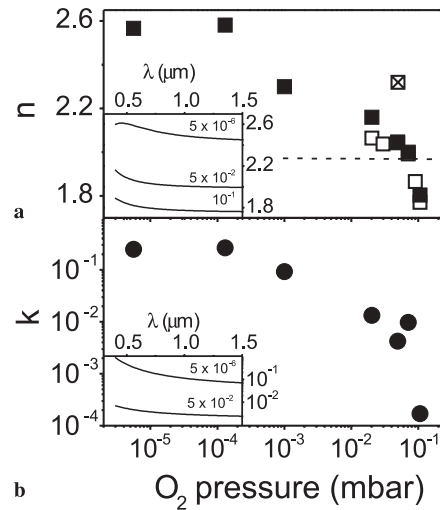 2.6
2.2
1.8
n
a
λ (μm)
0.5 1.0 1.5
5 x 10⁻⁶
5 x 10⁻²
10⁻¹
2.6
2.2
1.8
10⁻¹
10⁻²
10⁻³
10⁻⁴
k
b
λ (μm)
0.5 1.0 1.5
5 x 10⁻⁶
5 x 10⁻²
10⁻¹
10⁻²
10⁻⁵ 10⁻⁴ 10⁻³ 10⁻² 10⁻¹
O₂ pressure (mbar)